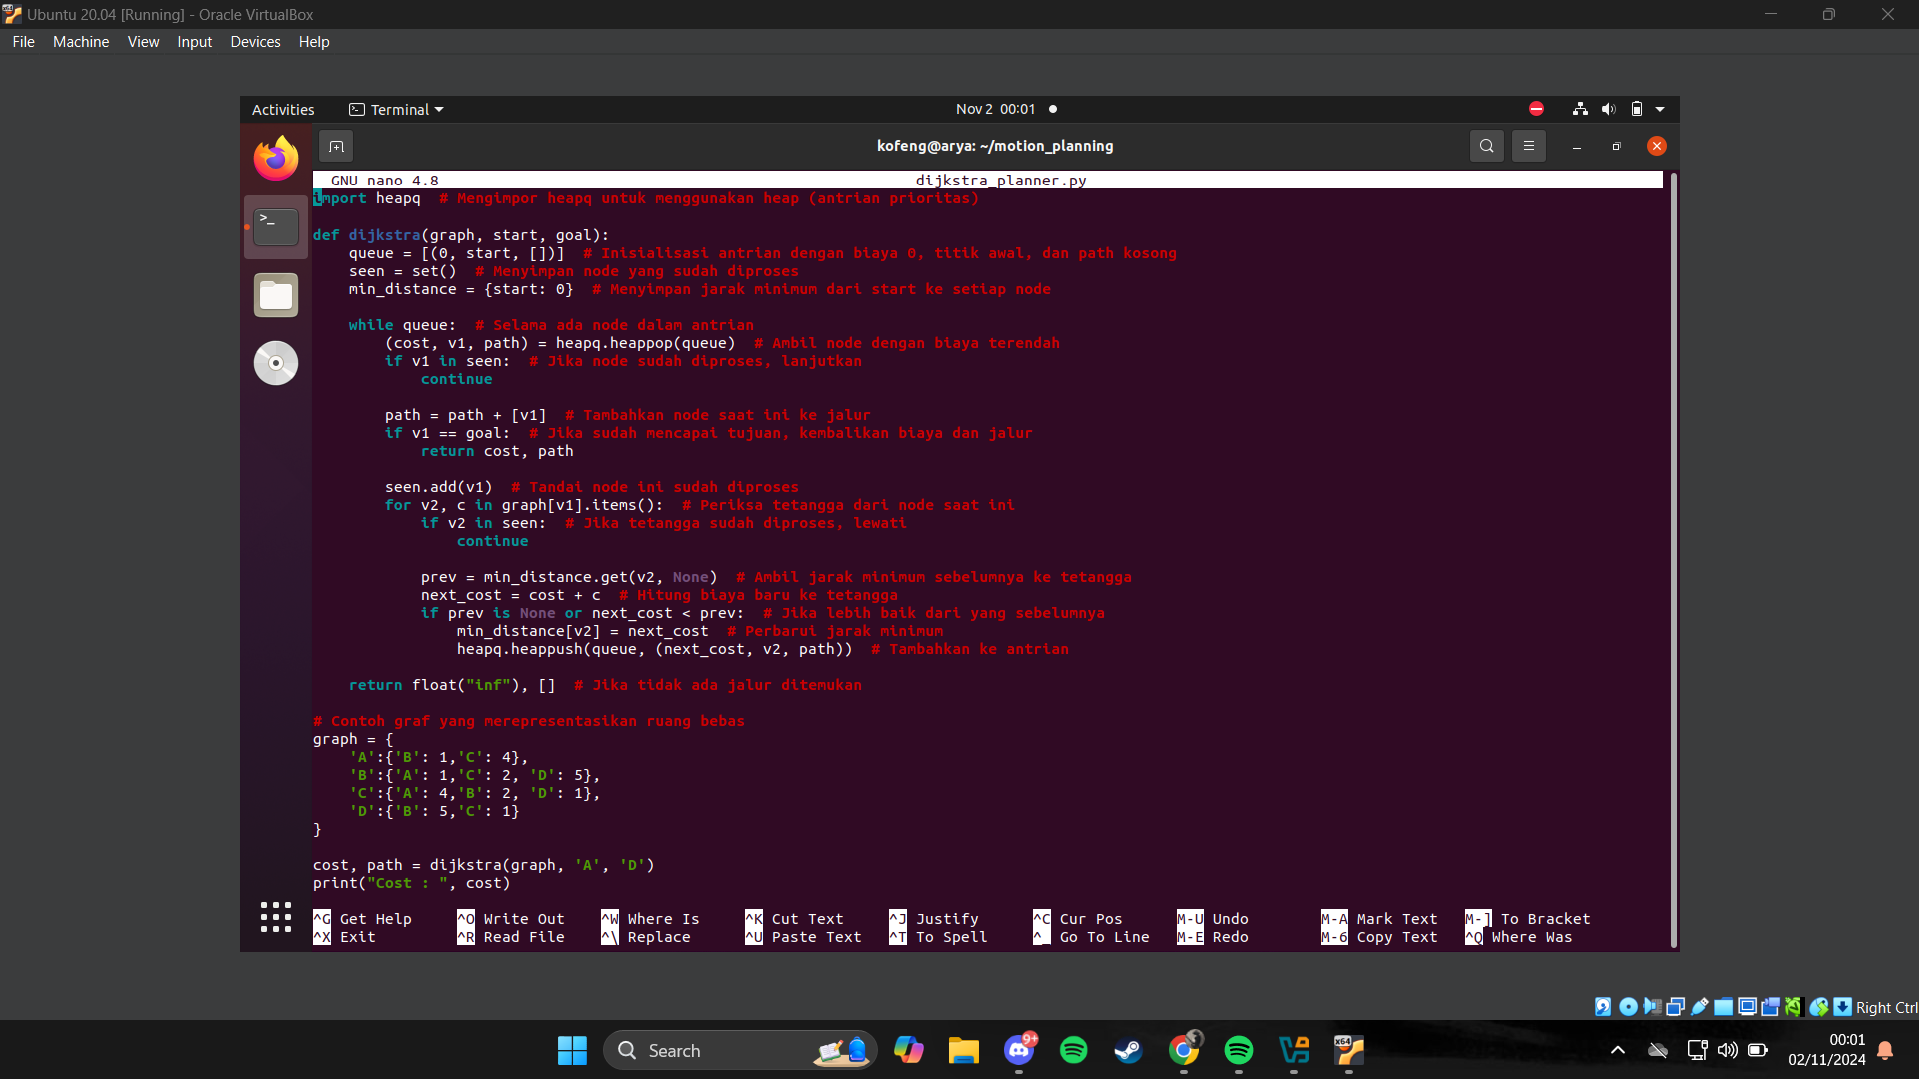 Ubuntu 20.04 [Running] - Oracle VirtualBox
File Machine View Input Devices Help
Activities Terminal Nov 2 00:01
kofeng@arya: ~/motion_planning
GNU nano 4.8 dijkstra_planner.py
import heapq  # Mengimpor heapq untuk menggunakan heap (antrian prioritas)
def dijkstra(graph, start, goal):
    queue = [(0, start, [])]  # Inisialisasi antrian dengan biaya 0, titik awal, dan path kosong
    seen = set()  # Menyimpan node yang sudah diproses
    min_distance = {start: 0}  # Menyimpan jarak minimum dari start ke setiap node
    while queue:  # Selama ada node dalam antrian
        (cost, v1, path) = heapq.heappop(queue)  # Ambil node dengan biaya terendah
        if v1 in seen:  # Jika node sudah diproses, lanjutkan
            continue
        path = path + [v1]  # Tambahkan node saat ini ke jalur
        if v1 == goal:  # Jika sudah mencapai tujuan, kembalikan biaya dan jalur
            return cost, path
        seen.add(v1)  # Tandai node ini sudah diproses
        for v2, c in graph[v1].items():  # Periksa tetangga dari node saat ini
            if v2 in seen:  # Jika tetangga sudah diproses, lewati
                continue
            prev = min_distance.get(v2, None)  # Ambil jarak minimum sebelumnya ke tetangga
            next_cost = cost + c  # Hitung biaya baru ke tetangga
            if prev is None or next_cost < prev:  # Jika lebih baik dari yang sebelumnya
                min_distance[v2] = next_cost  # Perbarui jarak minimum
                heapq.heappush(queue, (next_cost, v2, path))  # Tambahkan ke antrian
    return float("inf"), []  # Jika tidak ada jalur ditemukan
# Contoh graf yang merepresentasikan ruang bebas
graph = {
    'A':{'B': 1,'C': 4},
    'B':{'A': 1,'C': 2, 'D': 5},
    'C':{'A': 4,'B': 2, 'D': 1},
    'D':{'B': 5,'C': 1}
}
cost, path = dijkstra(graph, 'A', 'D')
print("Cost : ", cost)
^G Get Help ^O Write Out ^W Where Is ^K Cut Text ^J Justify ^C Cur Pos M-U Undo M-A Mark Text M-] To Bracket
^X Exit ^R Read File ^\ Replace ^U Paste Text ^T To Spell ^_ Go To Line M-E Redo M-6 Copy Text ^Q Where Was
Right Ctrl
Search 9+ x64 00:01
02/11/2024